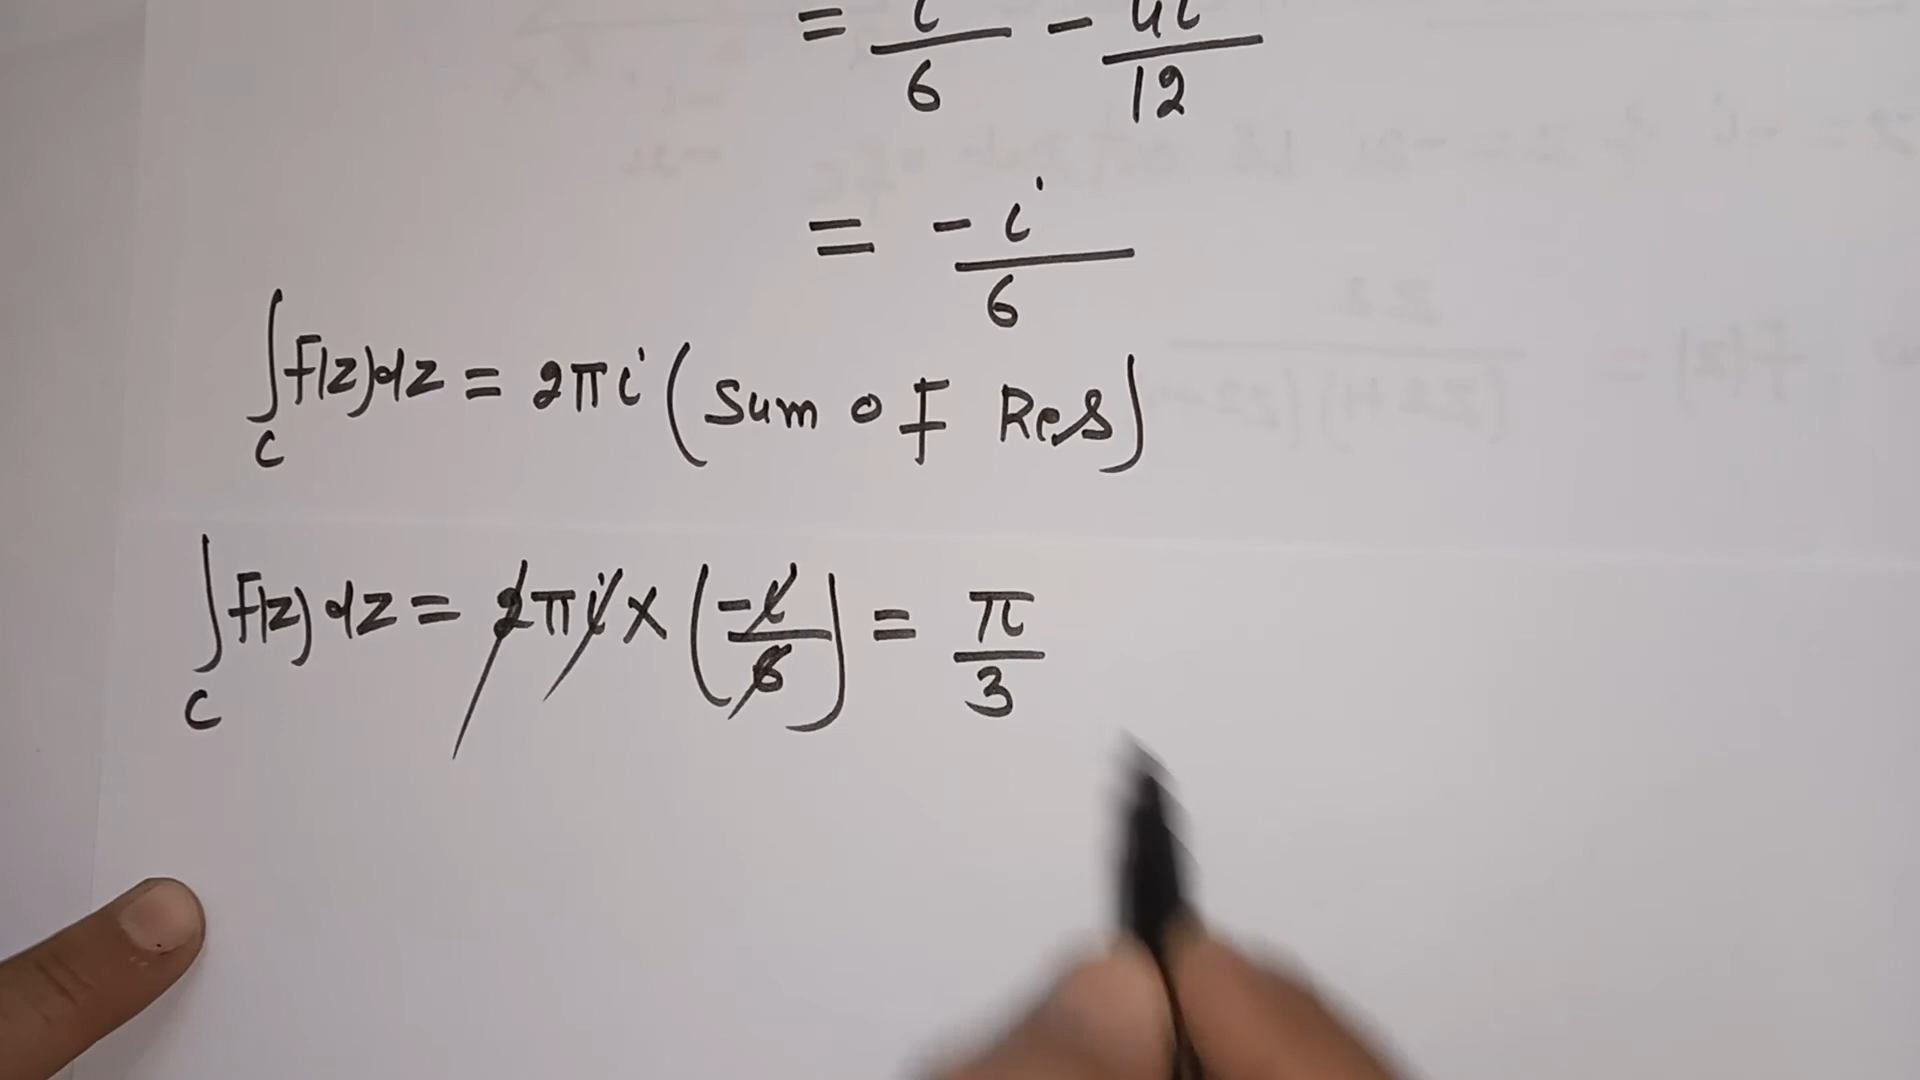 = i/6 - 4i/12
= -i/6
∫_C f(z)dz = 2πi (Sum of Res)
∫_C f(z)dz = 2πi × (-i/6) = π/3